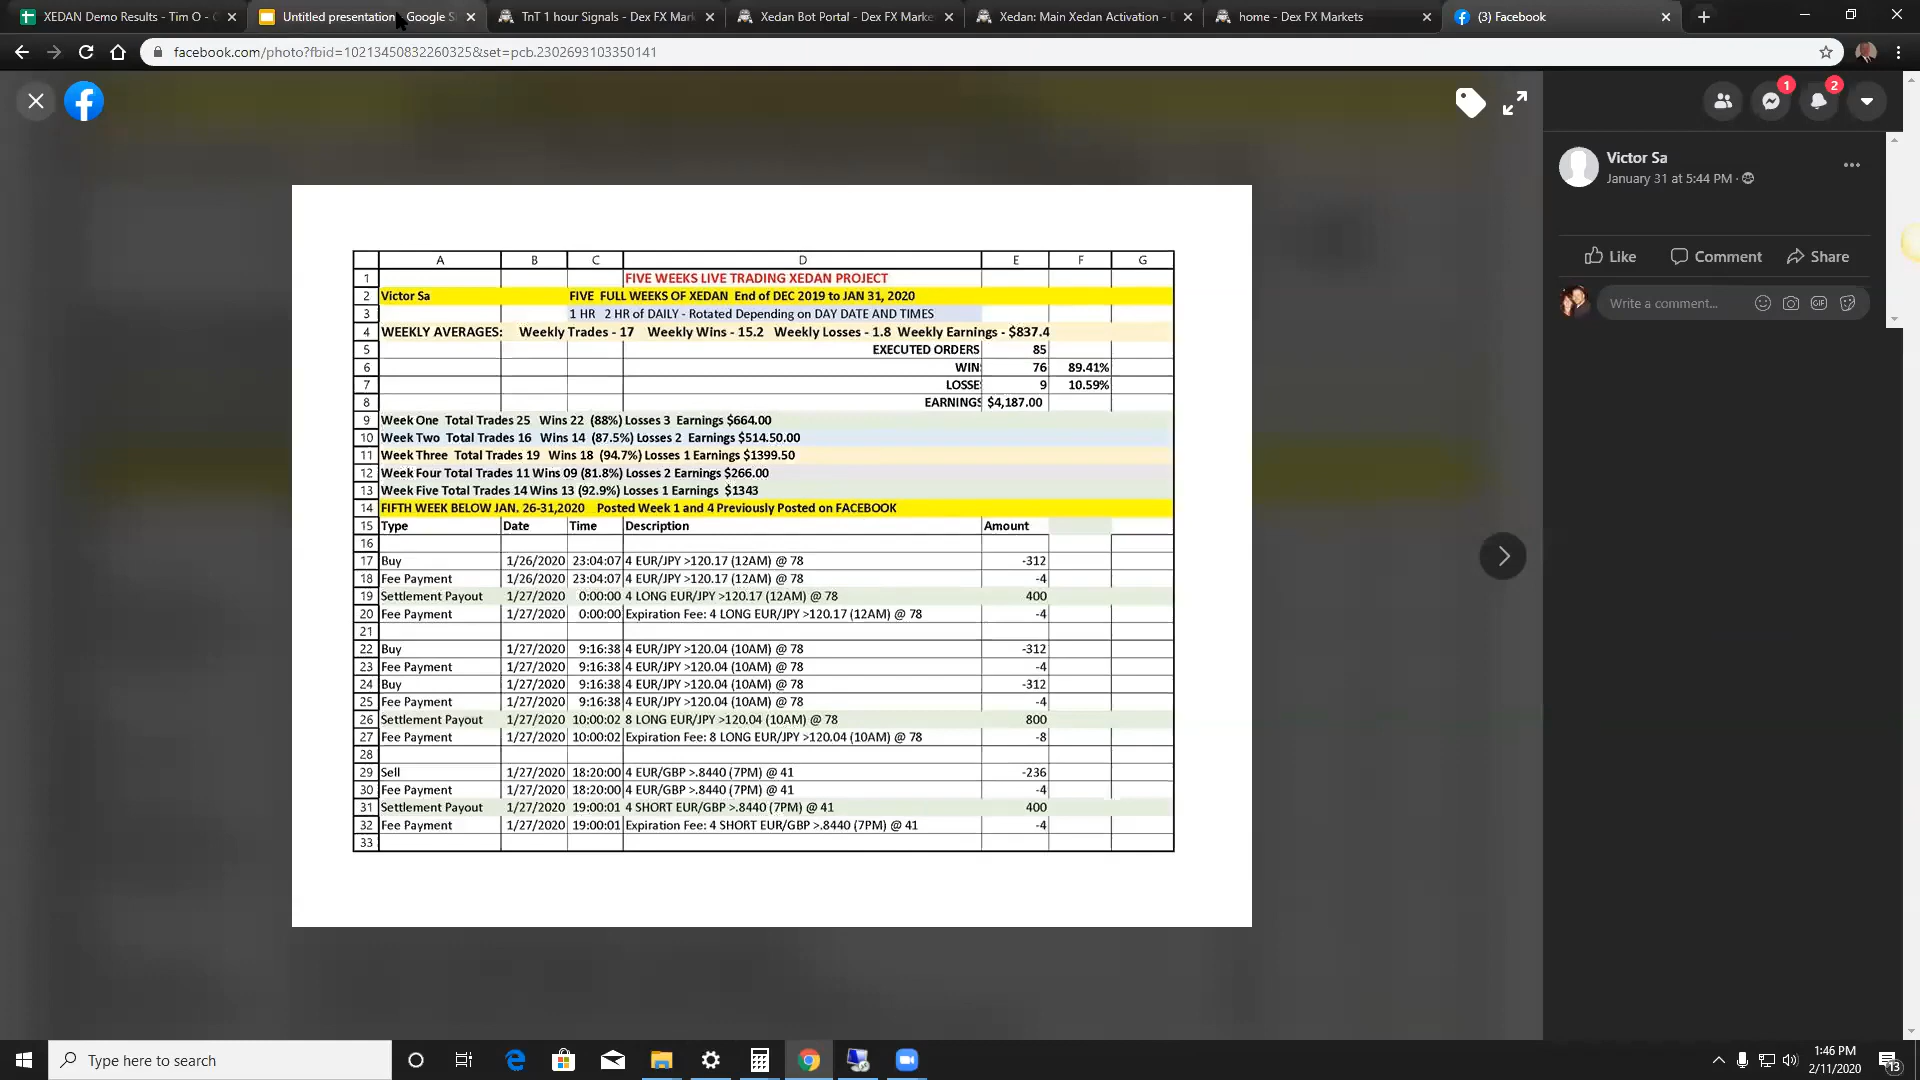 XEDAN Demo Results - Tim O -
Untitled presentation - Google S
TnT 1 hour Signals - Dex FX Mark
Xedan Bot Portal - Dex FX Marke
Xedan: Main Xedan Activation -
home - Dex FX Markets
(3) Facebook
facebook.com/photo?fbid=10213450832260325&set=pcb.2302693103350141
1
2
Victor Sa
January 31 at 5:44 PM ·
Like Comment Share
Write a comment...
A B C D E F G
1 FIVE WEEKS LIVE TRADING XEDAN PROJECT
2 Victor Sa FIVE FULL WEEKS OF XEDAN End of DEC 2019 to JAN 31, 2020
3 1 HR 2 HR of DAILY - Rotated Depending on DAY DATE AND TIMES
4 WEEKLY AVERAGES: Weekly Trades - 17 Weekly Wins - 15.2 Weekly Losses - 1.8 Weekly Earnings - $837.4
5 EXECUTED ORDERS 85
6 WIN 76 89.41%
7 LOSSE 9 10.59%
8 EARNINGS $4,187.00
9 Week One Total Trades 25 Wins 22 (88%) Losses 3 Earnings $664.00
10 Week Two Total Trades 16 Wins 14 (87.5%) Losses 2 Earnings $514.50.00
11 Week Three Total Trades 19 Wins 18 (94.7%) Losses 1 Earnings $1399.50
12 Week Four Total Trades 11 Wins 09 (81.8%) Losses 2 Earnings $266.00
13 Week Five Total Trades 14 Wins 13 (92.9%) Losses 1 Earnings $1343
14 FIFTH WEEK BELOW JAN. 26-31,2020 Posted Week 1 and 4 Previously Posted on FACEBOOK
15 Type Date Time Description Amount
16
17 Buy 1/26/2020 23:04:07 4 EUR/JPY >120.17 (12AM) @ 78 -312
18 Fee Payment 1/26/2020 23:04:07 4 EUR/JPY >120.17 (12AM) @ 78 -4
19 Settlement Payout 1/27/2020 0:00:00 4 LONG EUR/JPY >120.17 (12AM) @ 78 400
20 Fee Payment 1/27/2020 0:00:00 Expiration Fee: 4 LONG EUR/JPY >120.17 (12AM) @ 78 -4
21
22 Buy 1/27/2020 9:16:38 4 EUR/JPY >120.04 (10AM) @ 78 -312
23 Fee Payment 1/27/2020 9:16:38 4 EUR/JPY >120.04 (10AM) @ 78 -4
24 Buy 1/27/2020 9:16:38 4 EUR/JPY >120.04 (10AM) @ 78 -312
25 Fee Payment 1/27/2020 9:16:38 4 EUR/JPY >120.04 (10AM) @ 78 -4
26 Settlement Payout 1/27/2020 10:00:02 8 LONG EUR/JPY >120.04 (10AM) @ 78 800
27 Fee Payment 1/27/2020 10:00:02 Expiration Fee: 8 LONG EUR/JPY >120.04 (10AM) @ 78 -8
28
29 Sell 1/27/2020 18:20:00 4 EUR/GBP >.8440 (7PM) @ 41 -236
30 Fee Payment 1/27/2020 18:20:00 4 EUR/GBP >.8440 (7PM) @ 41 -4
31 Settlement Payout 1/27/2020 19:00:01 4 SHORT EUR/GBP >.8440 (7PM) @ 41 400
32 Fee Payment 1/27/2020 19:00:01 Expiration Fee: 4 SHORT EUR/GBP >.8440 (7PM) @ 41 -4
33
Type here to search
1:46 PM
2/11/2020
13